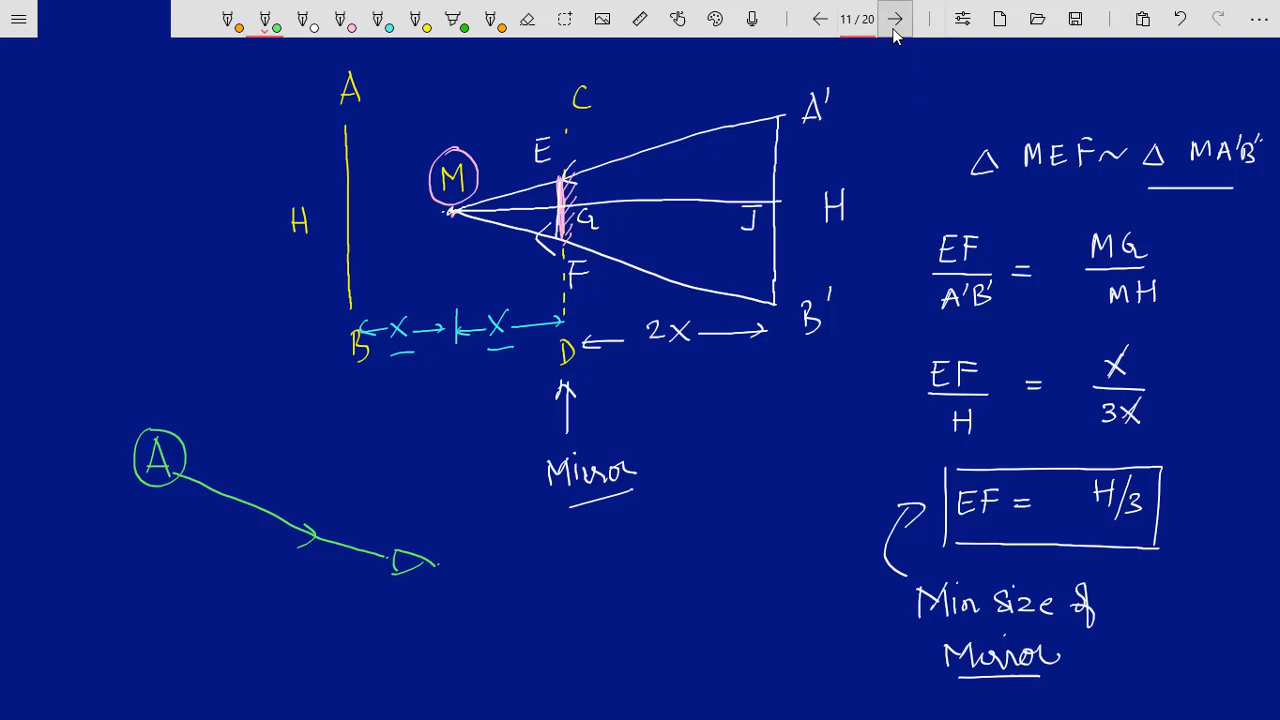 11 / 20
A
C
A'
E
M
H
G
J
H
F
B
x
x
D
2x
B'
Mirror
A
D
Δ MEF ~ Δ MA'B'
EF / A'B' = MG / MH
EF / H = x / 3x
EF = H/3
Min size of
Mirror